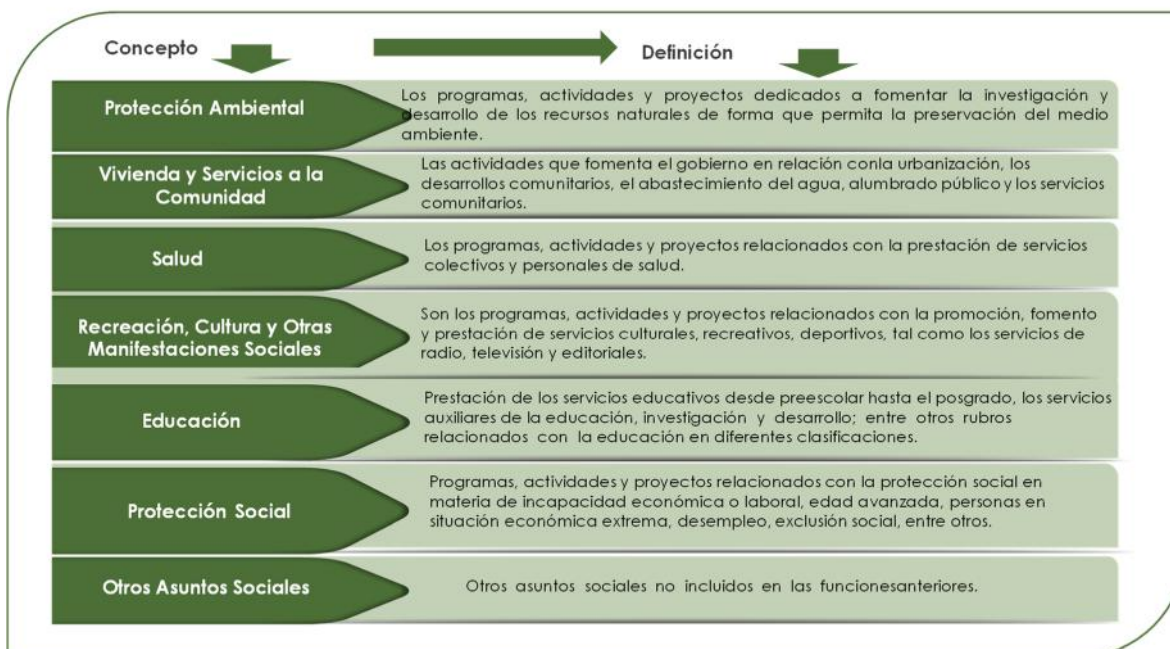 Concepto
Definición
Protección Ambiental
Los programas, actividades y proyectos dedicados a fomentar la investigación y
desarrollo de los recursos naturales de forma que permita la preservación del medio
ambiente.
Vivienda y Servicios a la
Comunidad
Las actividades que fomenta el gobierno en relación conla urbanización, los
desarrollos comunitarios, el abastecimiento del agua, alumbrado público y los servicios
comunitarios.
Salud
Los programas, actividades y proyectos relacionados con la prestación de servicios
colectivos y personales de salud.
Recreación, Cultura y Otras
Manifestaciones Sociales
Son los programas, actividades y proyectos relacionados con la promoción, fomento
y prestación de servicios culturales, recreativos, deportivos, tal como los servicios de
radio, televisión y editoriales.
Educación
Prestación de los servicios educativos desde preescolar hasta el posgrado, los servicios
auxiliares de la educación, investigación y desarrollo; entre otros rubros
relacionados con la educación en diferentes clasificaciones.
Protección Social
Programas, actividades y proyectos relacionados con la protección social en
materia de incapacidad económica o laboral, edad avanzada, personas en
situación económica extrema, desempleo, exclusión social, entre otros.
Otros Asuntos Sociales
Otros asuntos sociales no incluidos en las funcionesanteriores.